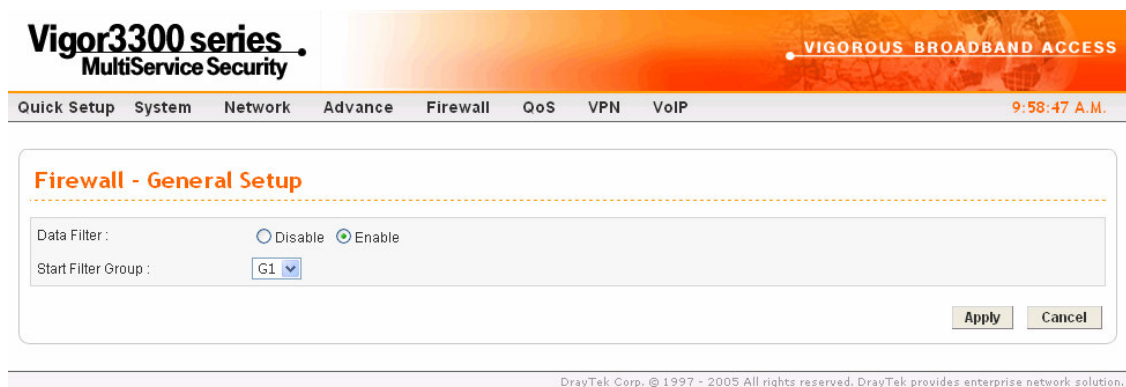 Vigor3300 series
MultiService Security
VIGOROUS BROADBAND ACCESS
Quick Setup System Network Advance Firewall QoS VPN VoIP 9:58:47 A.M.
Firewall - General Setup
Data Filter : Disable Enable
Start Filter Group : G1
Apply Cancel
DrayTek Corp. © 1997 - 2005 All rights reserved. DrayTek provides enterprise network solution.